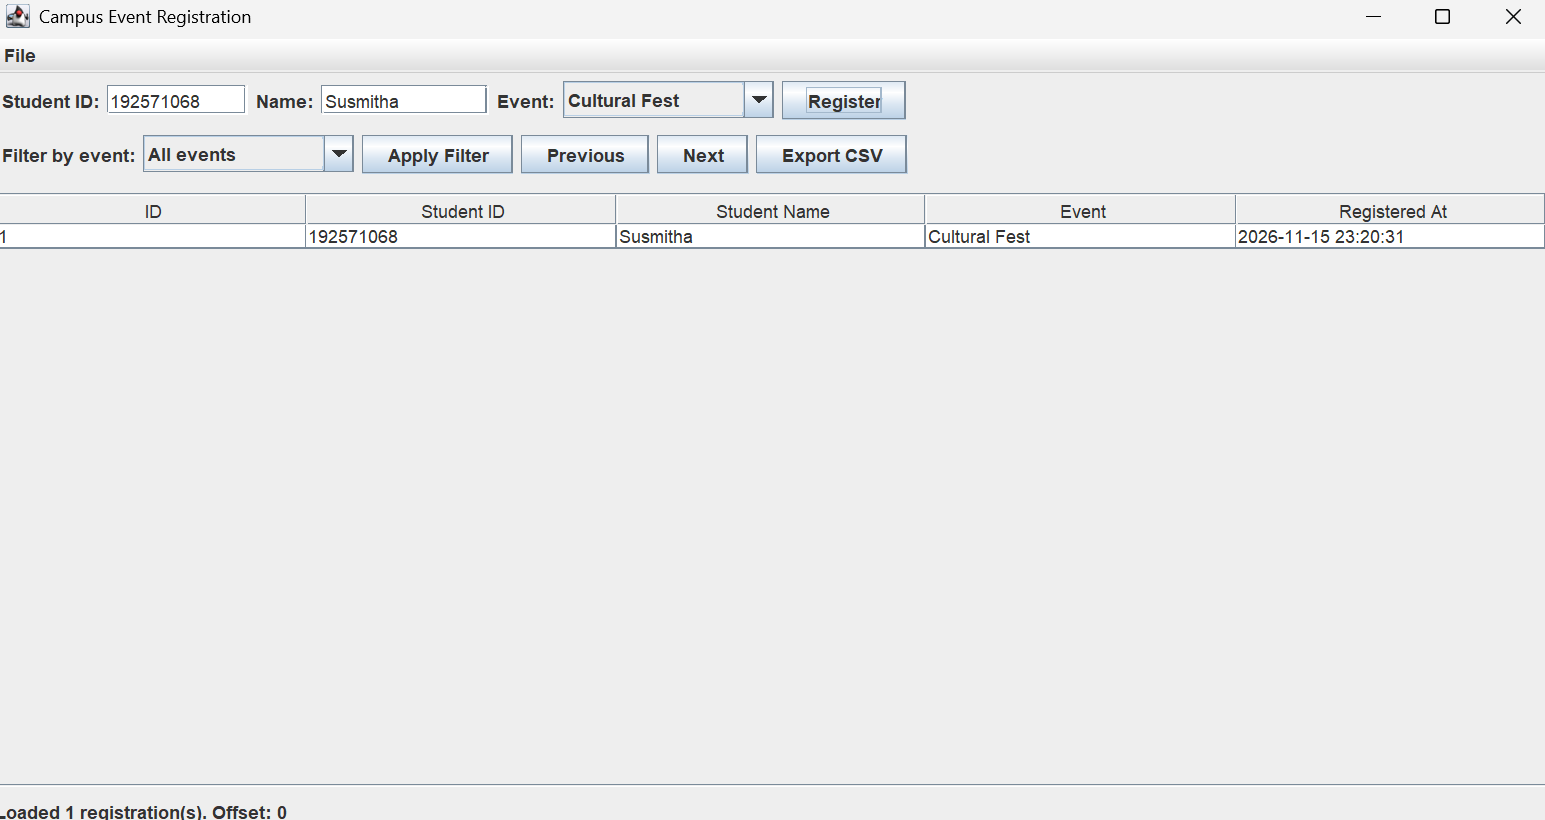 Campus Event Registration
File
Student ID: 192571068 Name: Susmitha Event: Cultural Fest Register
Filter by event: All events Apply Filter Previous Next Export CSV
ID Student ID Student Name Event Registered At
1 192571068 Susmitha Cultural Fest 2026-11-15 23:20:31
Loaded 1 registration(s). Offset: 0